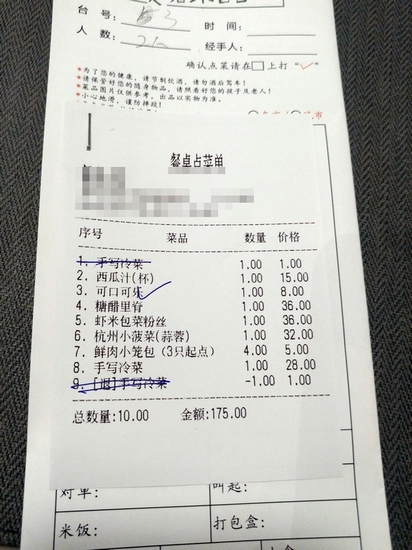 台号:
时间:
人数: 2人
经手人:
确认点菜请在□上打"✓"
*为了您的健康，请节制饮酒，请勿酒后驾车!
*请保管好您的随身物品，请照看好您的孩子及老人!
*菜品图片仅供参考，出品以实物为准。
*小心地滑，谨防摔跤!
餐桌占菜单
序号 菜品 数量 价格
1. 手写冷菜 1.00 1.00
2. 西瓜汁(杯) 1.00 15.00
3. 可口可乐 1.00 8.00
4. 糖醋里脊 1.00 36.00
5. 虾米包菜粉丝 1.00 36.00
6. 杭州小菠菜(蒜蓉) 1.00 32.00
7. 鲜肉小笼包 (3只起点) 4.00 5.00
8. 手写冷菜 1.00 28.00
9. [退]手写冷菜 -1.00 1.00
总数量:10.00 金额:175.00
对单:
叫起:
米饭:
打包盒: